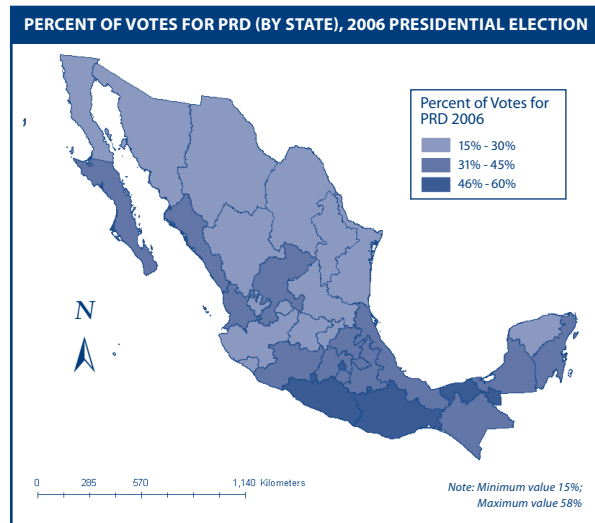 PERCENT OF VOTES FOR PRD (BY STATE), 2006 PRESIDENTIAL ELECTION
Percent of Votes for
PRD 2006
15% - 30%
31% - 45%
46% - 60%
N
0 285 570 1,140 Kilometers
Note: Minimum value 15%;
Maximum value 58%